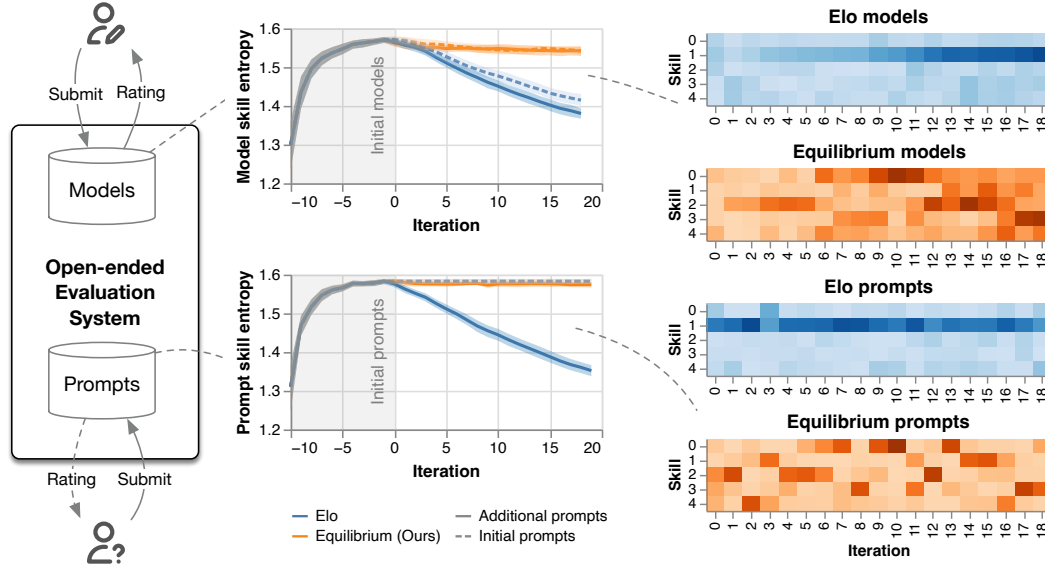 Submit
Rating
Models
Open-ended
Evaluation
System
Prompts
Rating
Submit
Model skill entropy
1.6
1.5
1.4
1.3
1.2
Initial models
−10
−5
0
5
10
15
20
Iteration
Prompt skill entropy
1.6
1.5
1.4
1.3
1.2
Initial prompts
−10
−5
0
5
10
15
20
Iteration
Elo
Equilibrium (Ours)
Additional prompts
Initial prompts
Elo models
Skill
0
1
2
3
4
0 1 2 3 4 5 6 7 8 9 10 11 12 13 14 15 16 17 18
Equilibrium models
Skill
0
1
2
3
4
0 1 2 3 4 5 6 7 8 9 10 11 12 13 14 15 16 17 18
Elo prompts
Skill
0
1
2
3
4
0 1 2 3 4 5 6 7 8 9 10 11 12 13 14 15 16 17 18
Equilibrium prompts
Skill
0
1
2
3
4
0 1 2 3 4 5 6 7 8 9 10 11 12 13 14 15 16 17 18
Iteration